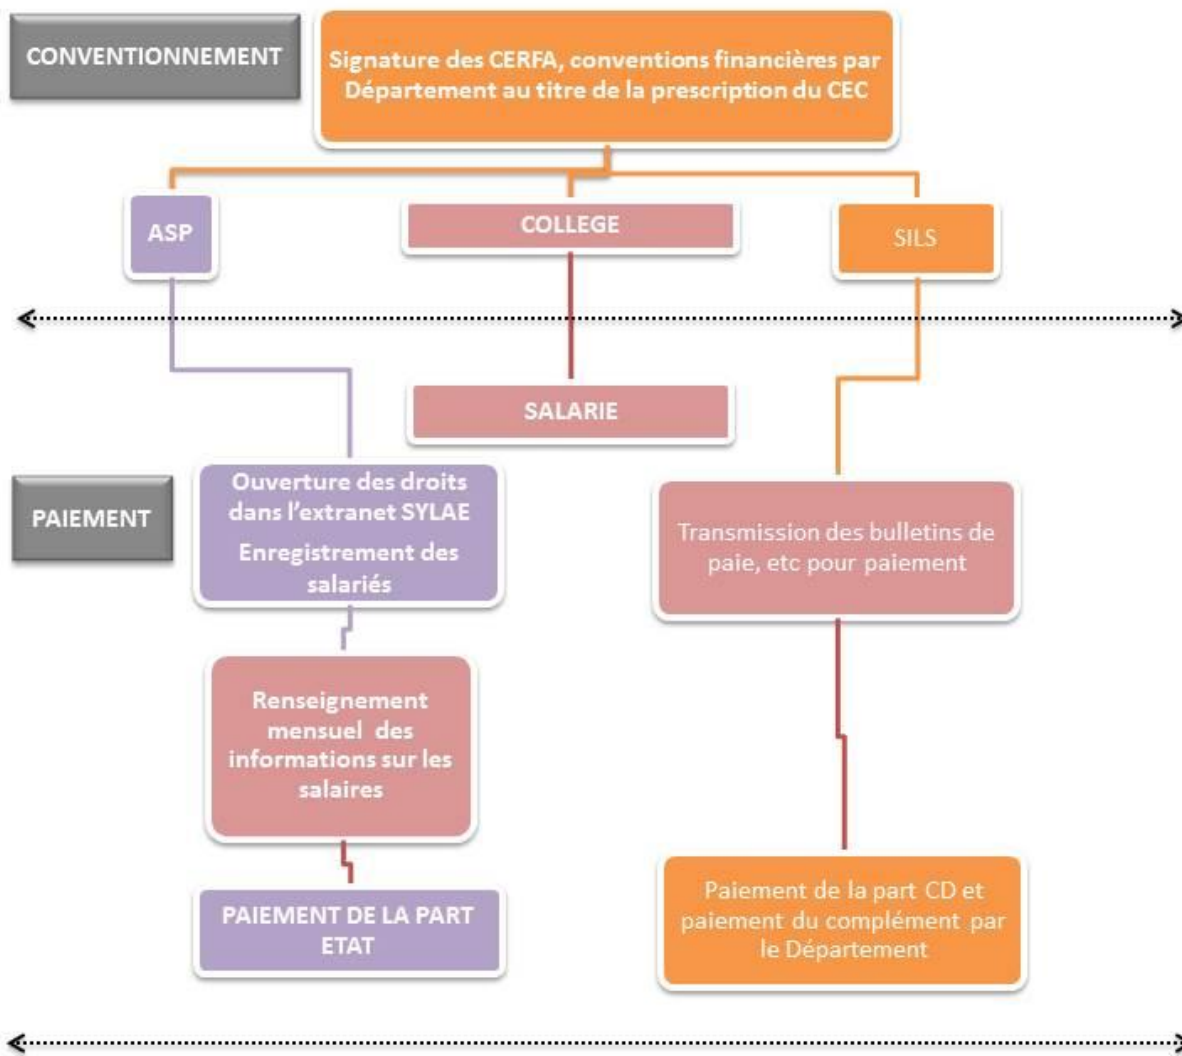 CONVENTIONNEMENT
Signature des CERFA, conventions financières par
Département au titre de la prescription du CEC
ASP
COLLEGE
SILS
SALARIE
PAIEMENT
Ouverture des droits
dans l’extranet SYLAE
Enregistrement des
salariés
Transmission des bulletins de
paie, etc pour paiement
Renseignement
mensuel des
informations sur les
salaires
PAIEMENT DE LA PART
ETAT
Paiement de la part CD et
paiement du complément par
le Département